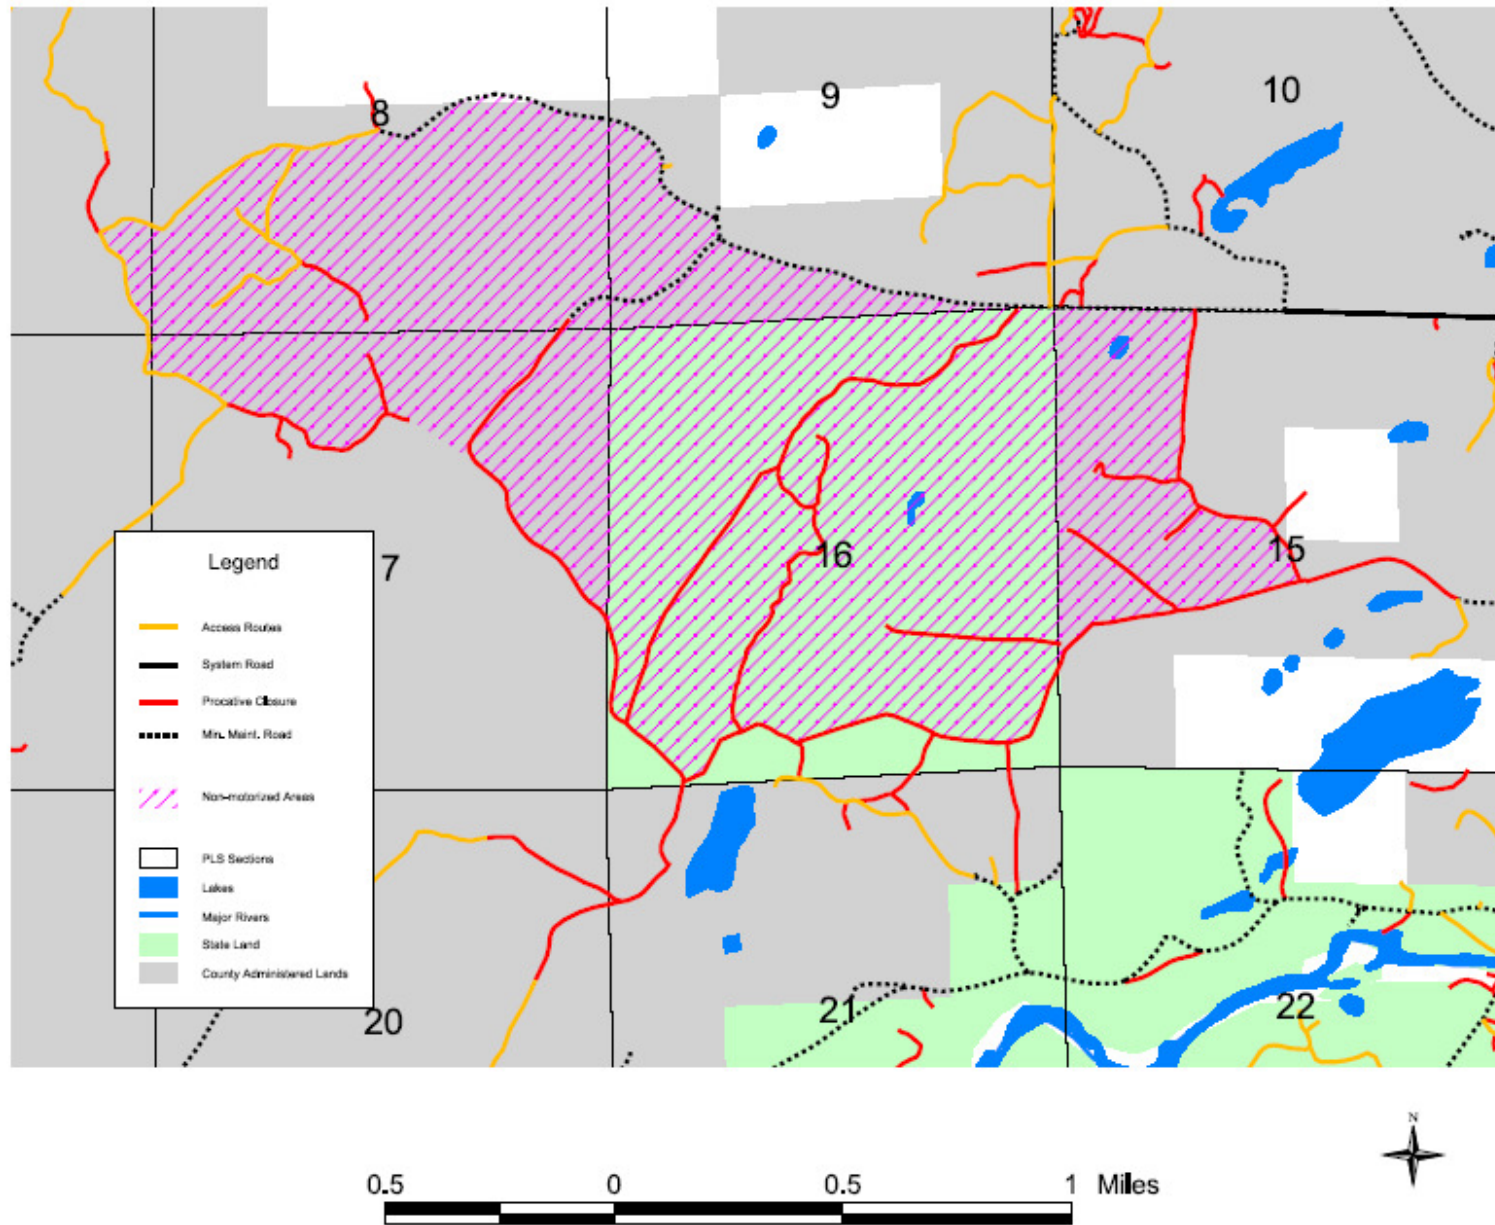 8
9
10
7
16
15
Legend
Access Routes
System Road
Procative Closure
Min. Maint. Road
Non-motorized Areas
PLS Sections
Lakes
Major Rivers
State Land
County Administered Lands
20
21
22
N
0.5 0 0.5 1 Miles